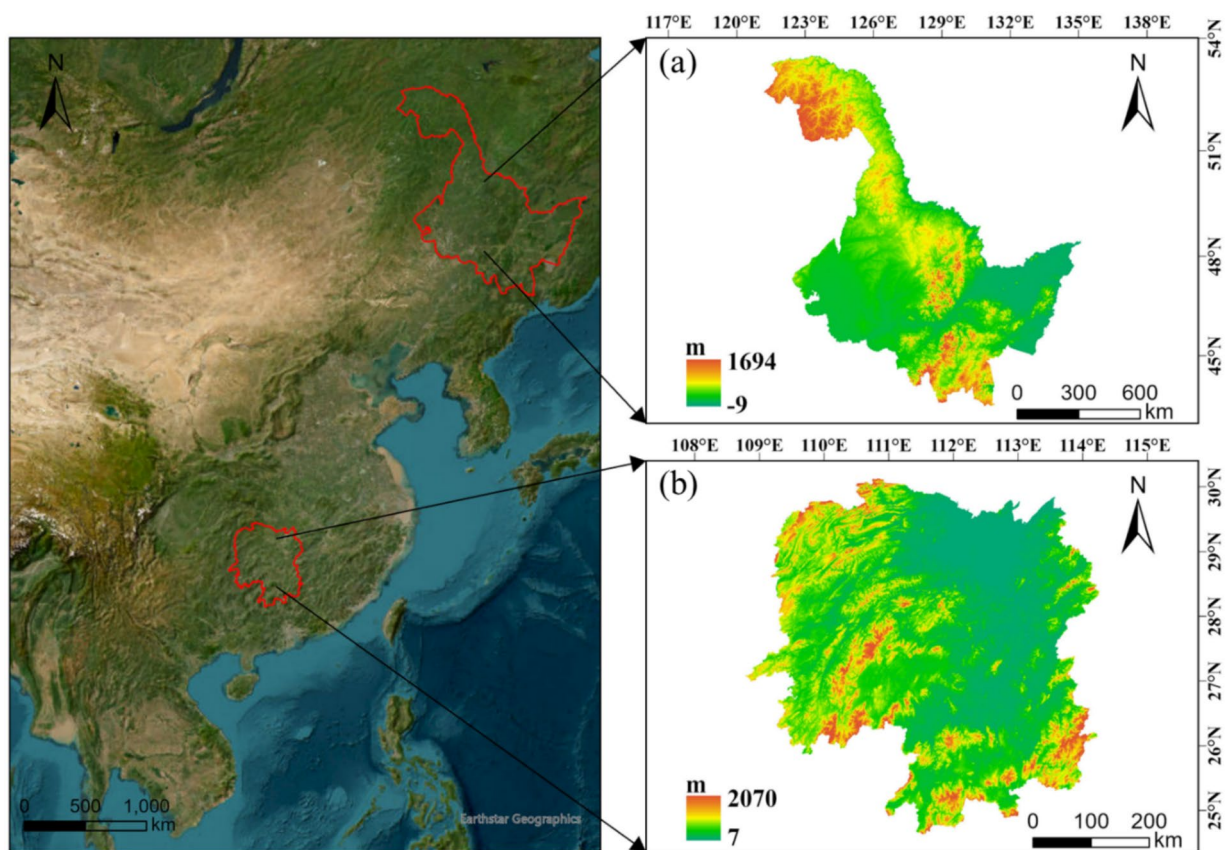 N
0 500 1,000
km
Earthstar Geographics
117°E 120°E 123°E 126°E 129°E 132°E 135°E 138°E
(a)
N
54°N
51°N
48°N
45°N
m
1694
-9
0 300 600
km
108°E 109°E 110°E 111°E 112°E 113°E 114°E 115°E
(b)
N
30°N
29°N
28°N
27°N
26°N
25°N
m
2070
7
0 100 200
km